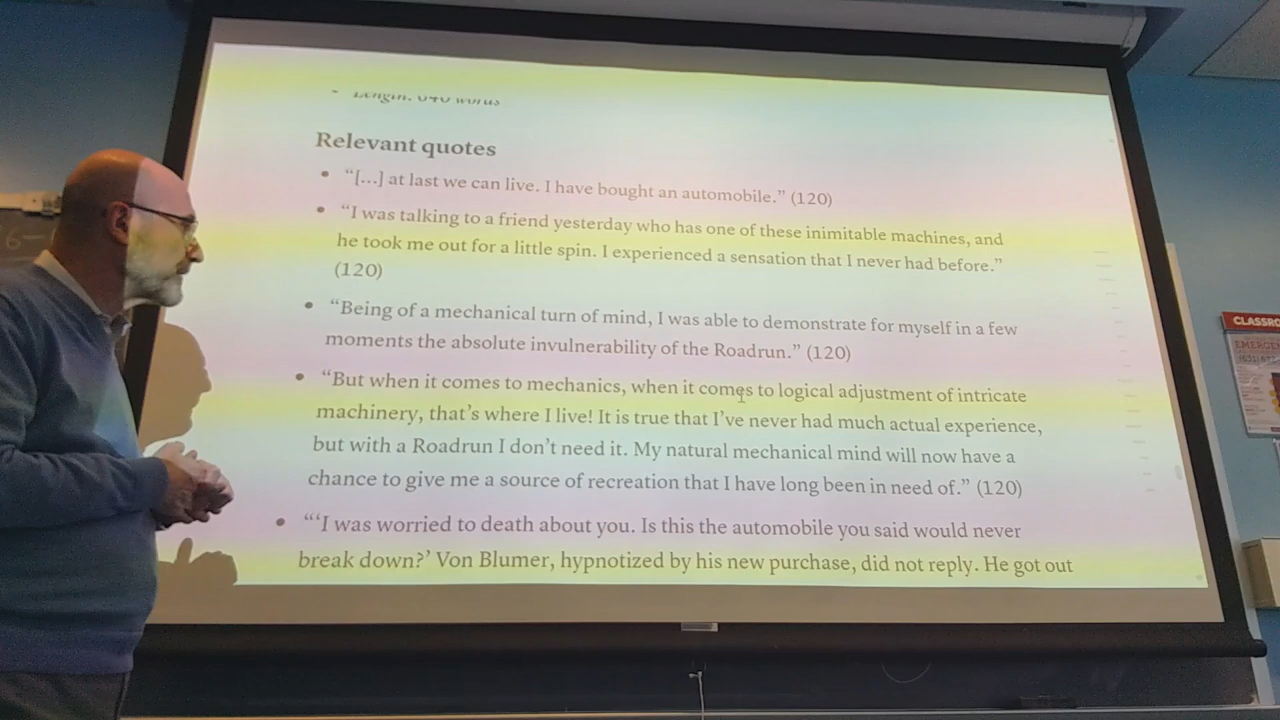 - Length: 840 words
Relevant quotes
• “[...] at last we can live. I have bought an automobile.” (120)
• “I was talking to a friend yesterday who has one of these inimitable machines, and
he took me out for a little spin. I experienced a sensation that I never had before.”
(120)
• “Being of a mechanical turn of mind, I was able to demonstrate for myself in a few
moments the absolute invulnerability of the Roadrun.” (120)
• “But when it comes to mechanics, when it comes to logical adjustment of intricate
machinery, that’s where I live! It is true that I’ve never had much actual experience,
but with a Roadrun I don’t need it. My natural mechanical mind will now have a
chance to give me a source of recreation that I have long been in need of.” (120)
• “‘I was worried to death about you. Is this the automobile you said would never
break down?’ Von Blumer, hypnotized by his new purchase, did not reply. He got out
CLASSRO
EMERGEN